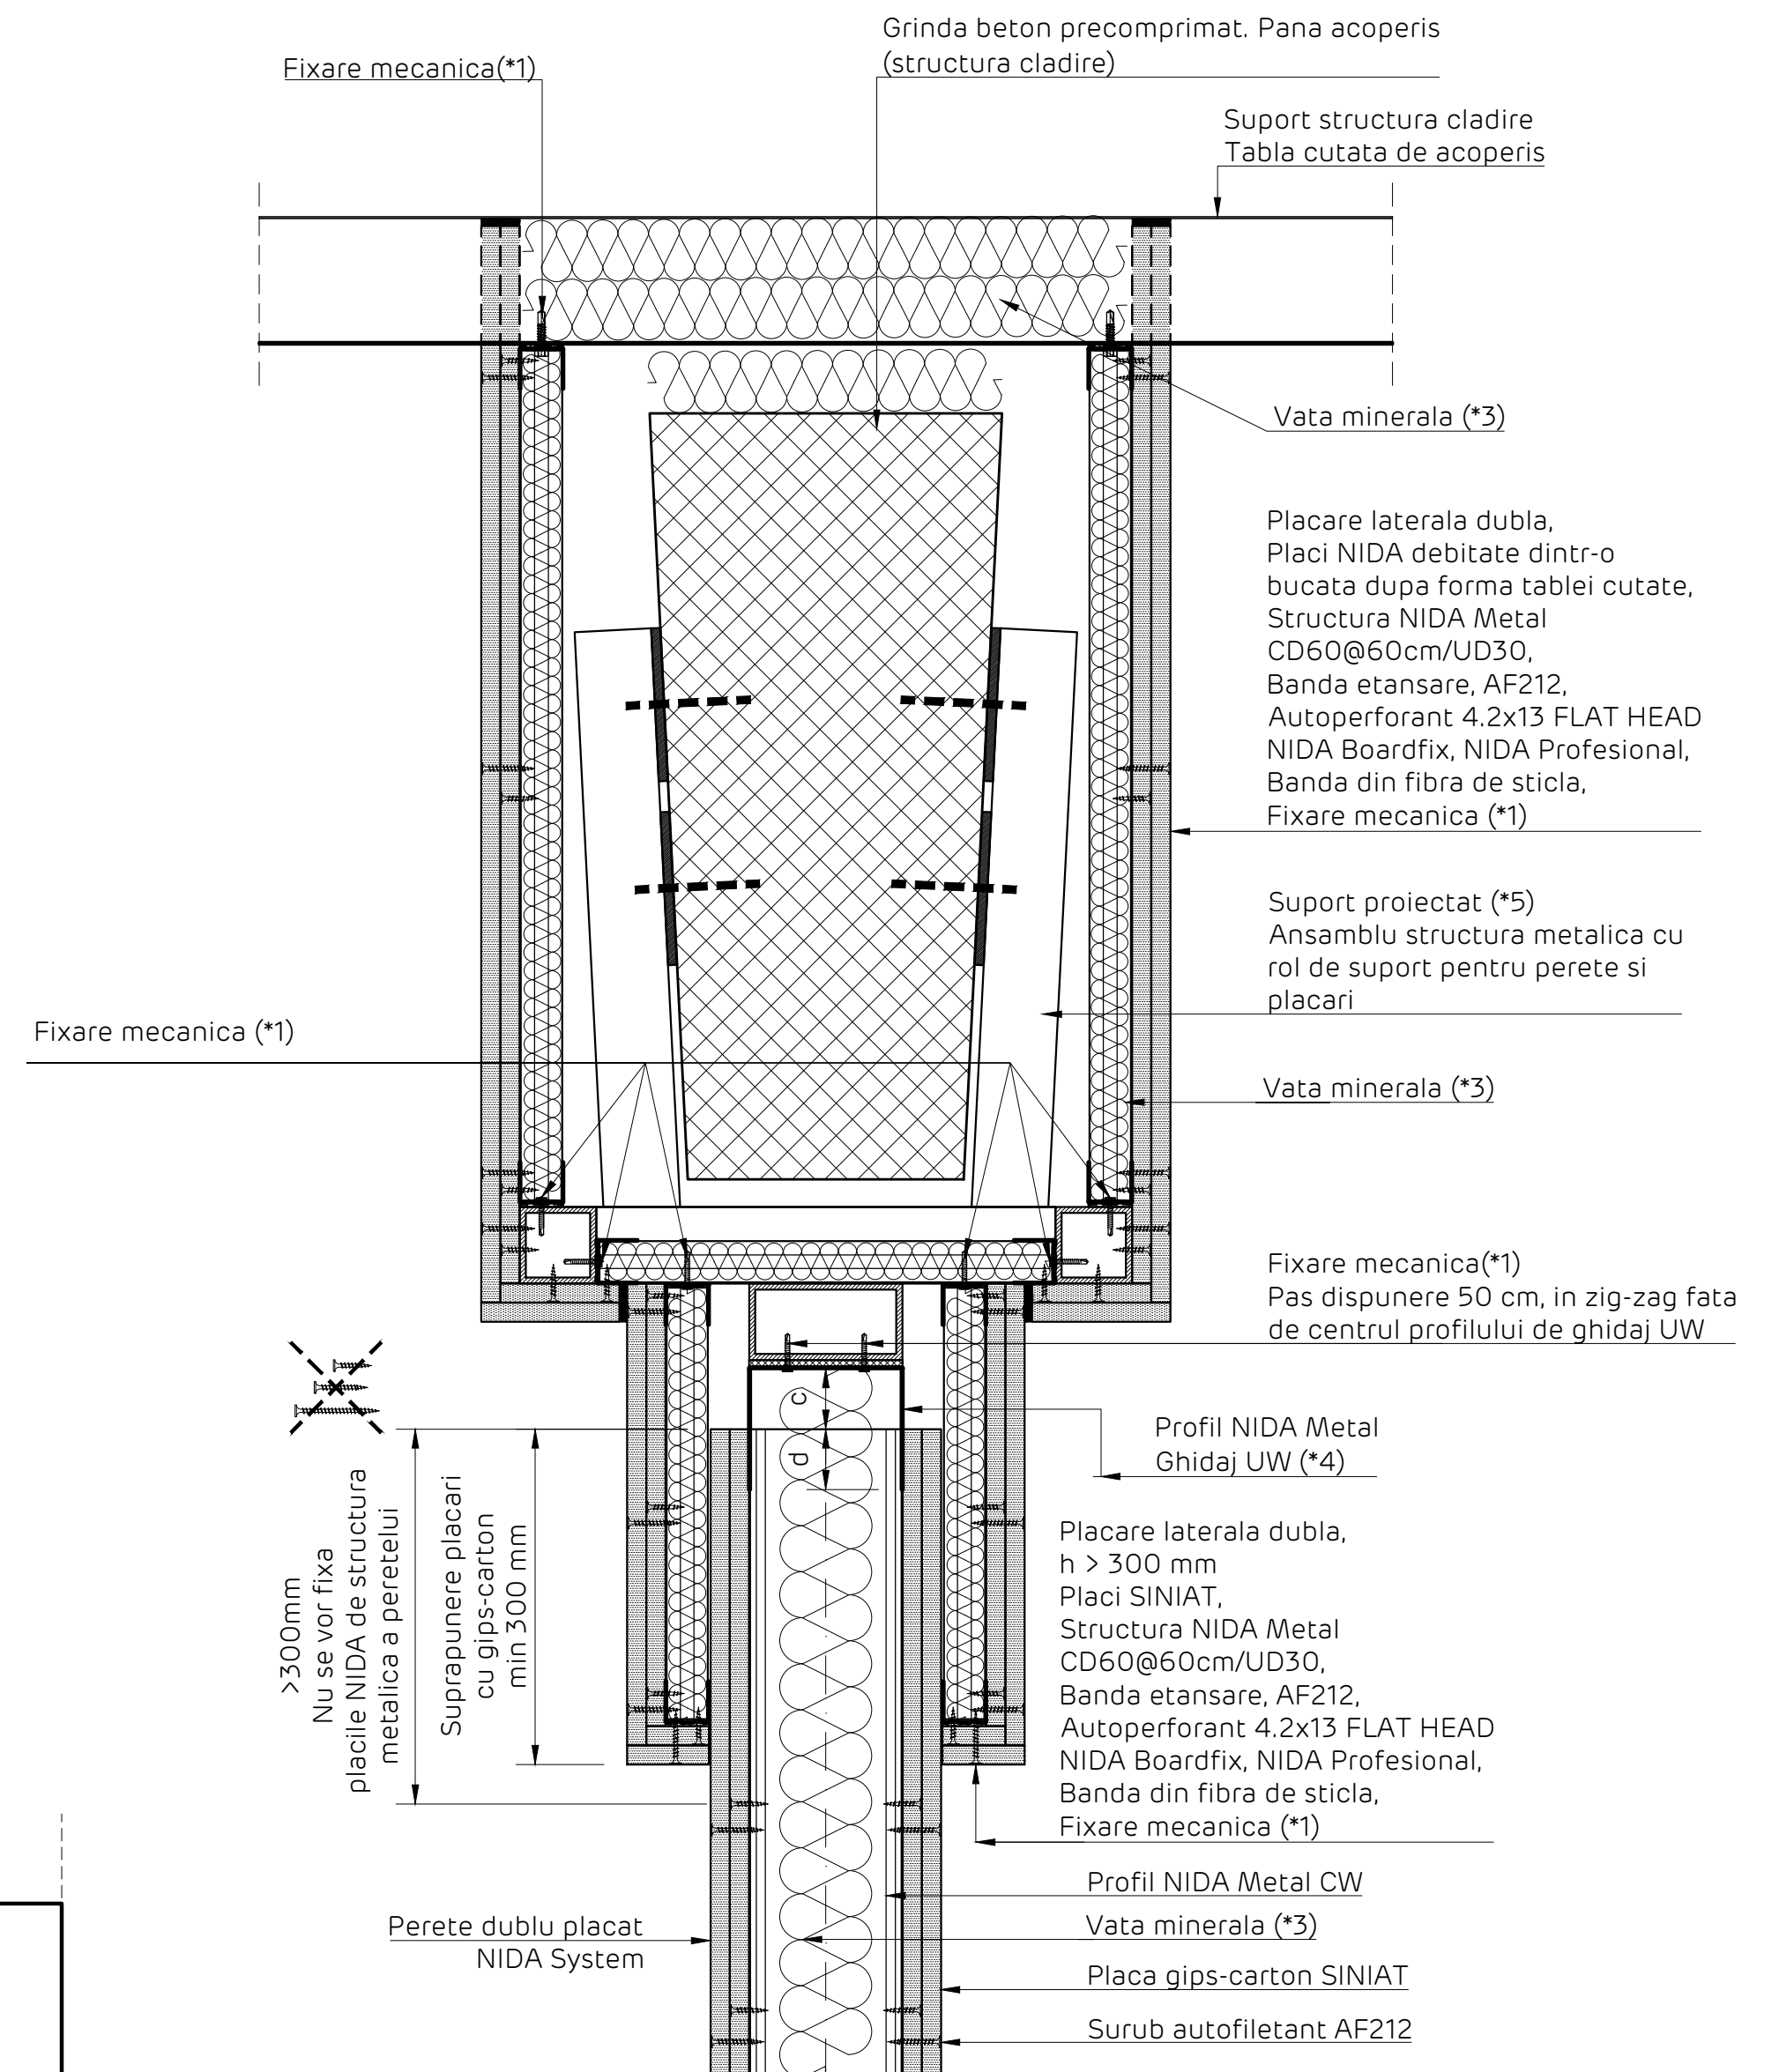 Grinda beton precomprimat. Pana acoperis
(structura cladire)
Fixare mecanica(*1)
Suport structura cladire
Tabla cutata de acoperis
Vata minerala (*3)
Placare laterala dubla,
Placi NIDA debitate dintr-o
bucata dupa forma tablei cutate,
Structura NIDA Metal
CD60@60cm/UD30,
Banda etansare, AF212,
Autoperforant 4.2x13 FLAT HEAD
NIDA Boardfix, NIDA Profesional,
Banda din fibra de sticla,
Fixare mecanica (*1)
Suport proiectat (*5)
Ansamblu structura metalica cu
rol de suport pentru perete si
placari
Fixare mecanica (*1)
Vata minerala (*3)
Fixare mecanica(*1)
Pas dispunere 50 cm, in zig-zag fata
de centrul profilului de ghidaj UW
c
d
Profil NIDA Metal
Ghidaj UW (*4)
>300mm
Nu se vor fixa
placile NIDA de structura
metalica a peretelui
Suprapunere placari
cu gips-carton
min 300 mm
Placare laterala dubla,
h > 300 mm
Placi SINIAT,
Structura NIDA Metal
CD60@60cm/UD30,
Banda etansare, AF212,
Autoperforant 4.2x13 FLAT HEAD
NIDA Boardfix, NIDA Profesional,
Banda din fibra de sticla,
Fixare mecanica (*1)
Profil NIDA Metal CW
Perete dublu placat
NIDA System
Vata minerala (*3)
Placa gips-carton SINIAT
Surub autofiletant AF212